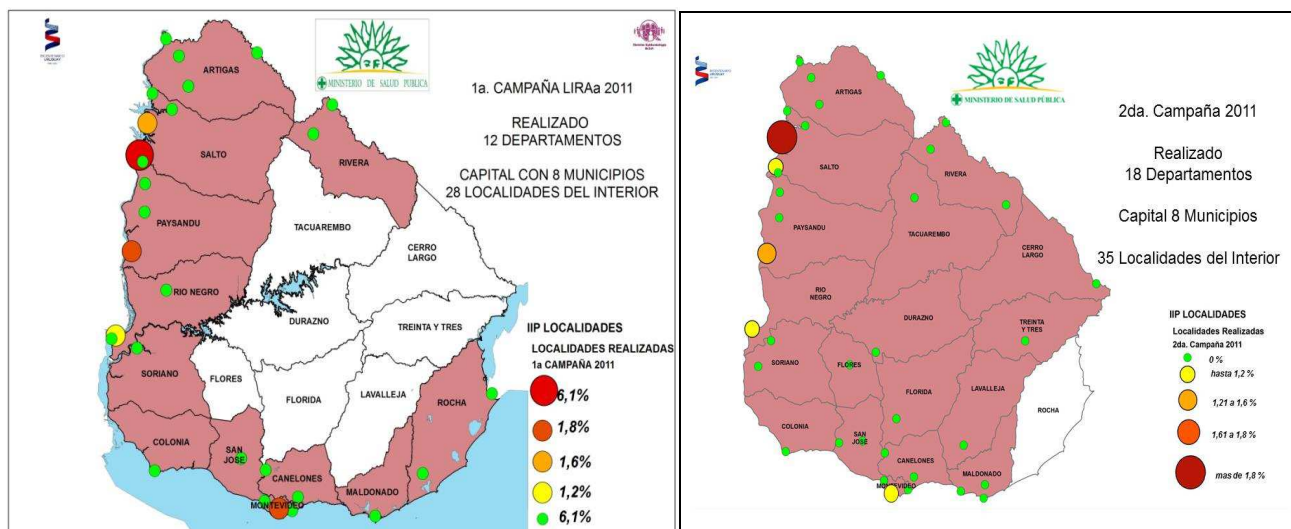 MINISTERIO DE SALUD PÚBLICA
1a. CAMPAÑA LIRAa 2011
REALIZADO
12 DEPARTAMENTOS
CAPITAL CON 8 MUNICIPIOS
28 LOCALIDADES DEL INTERIOR
ARTIGAS
SALTO
RIVERA
PAYSANDU
TACUAREMBO
CERRO
LARGO
RIO NEGRO
DURAZNO
TREINTA Y TRES
SORIANO
FLORES
FLORIDA
LAVALLEJA
ROCHA
COLONIA
SAN
JOSE
CANELONES
MALDONADO
MONTEVIDEO
IIP LOCALIDADES
LOCALIDADES REALIZADAS
1a CAMPAÑA 2011
6,1%
1,8%
1,6%
1,2%
6,1%
MINISTERIO DE SALUD PÚBLICA
2da. Campaña 2011
Realizado
18 Departamentos
Capital 8 Municipios
35 Localidades del Interior
ARTIGAS
SALTO
RIVERA
PAYSANDU
TACUAREMBO
CERRO
LARGO
RIO
NEGRO
DURAZNO
TREINTA
Y TRES
SORIANO
FLORES
FLORIDA
LAVALLEJA
ROCHA
COLONIA
SAN
JOSE
CANELONES
MALDONADO
MONTEVIDEO
IIP LOCALIDADES
Localidades Realizadas
2da. Campaña 2011
0 %
hasta 1,2 %
1,21 a 1,6 %
1,61 a 1,8 %
mas de 1,8 %